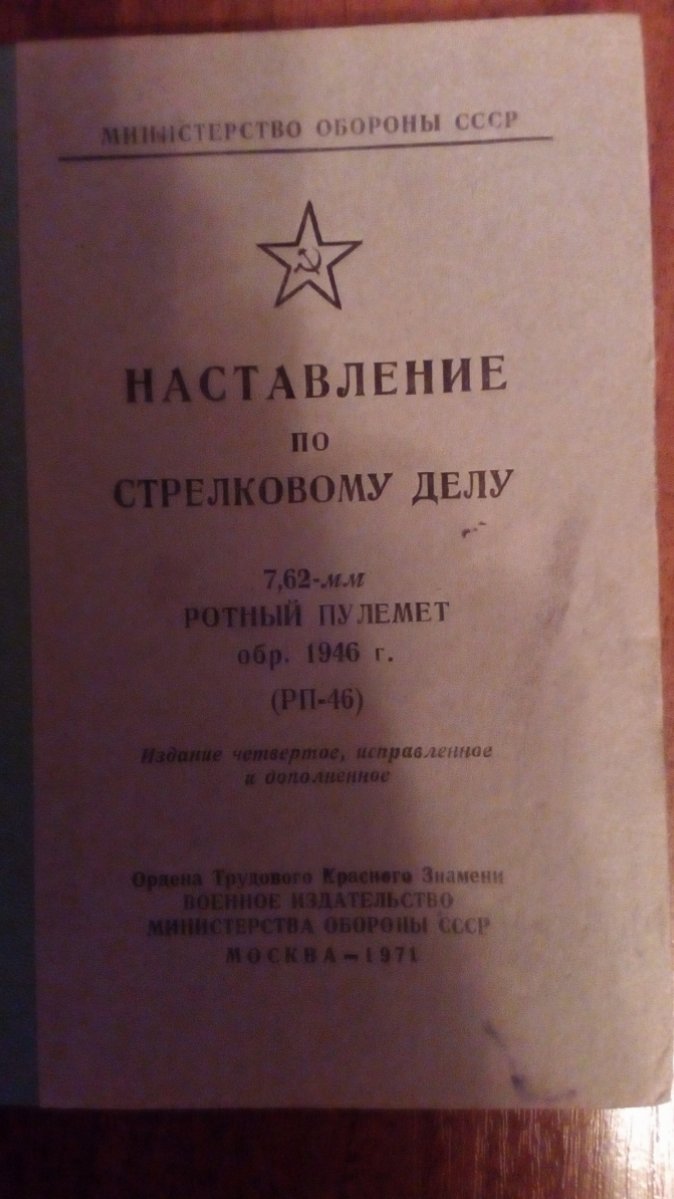 МИНИСТЕРСТВО ОБОРОНЫ СССР
НАСТАВЛЕНИЕ
ПО
СТРЕЛКОВОМУ ДЕЛУ
7,62-мм
РОТНЫЙ ПУЛЕМЕТ
обр. 1946 г.
(РП-46)
Издание четвертое, исправленное
и дополненное
Ордена Трудового Красного Знамени
ВОЕННОЕ ИЗДАТЕЛЬСТВО
МИНИСТЕРСТВА ОБОРОНЫ СССР
МОСКВА — 1971